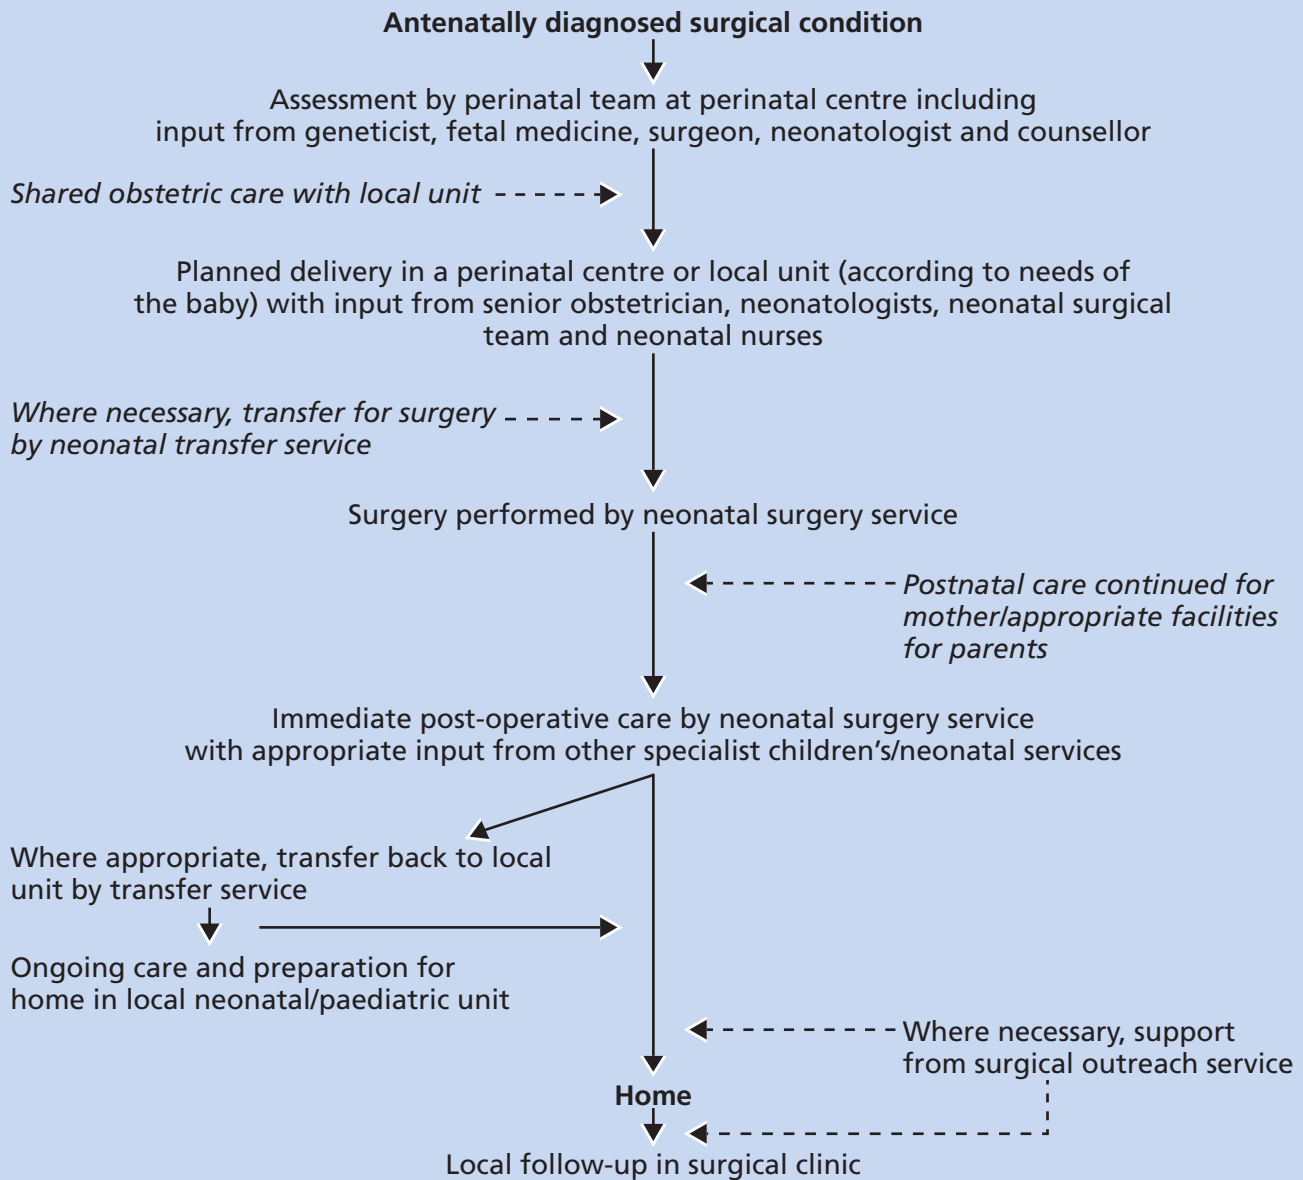 Antenatally diagnosed surgical condition
Assessment by perinatal team at perinatal centre including
input from geneticist, fetal medicine, surgeon, neonatologist and counsellor
Shared obstetric care with local unit
Planned delivery in a perinatal centre or local unit (according to needs of
the baby) with input from senior obstetrician, neonatologists, neonatal surgical
team and neonatal nurses
Where necessary, transfer for surgery
by neonatal transfer service
Surgery performed by neonatal surgery service
Postnatal care continued for
mother/appropriate facilities
for parents
Immediate post-operative care by neonatal surgery service
with appropriate input from other specialist children's/neonatal services
Where appropriate, transfer back to local
unit by transfer service
Ongoing care and preparation for
home in local neonatal/paediatric unit
Where necessary, support
from surgical outreach service
Home
Local follow-up in surgical clinic